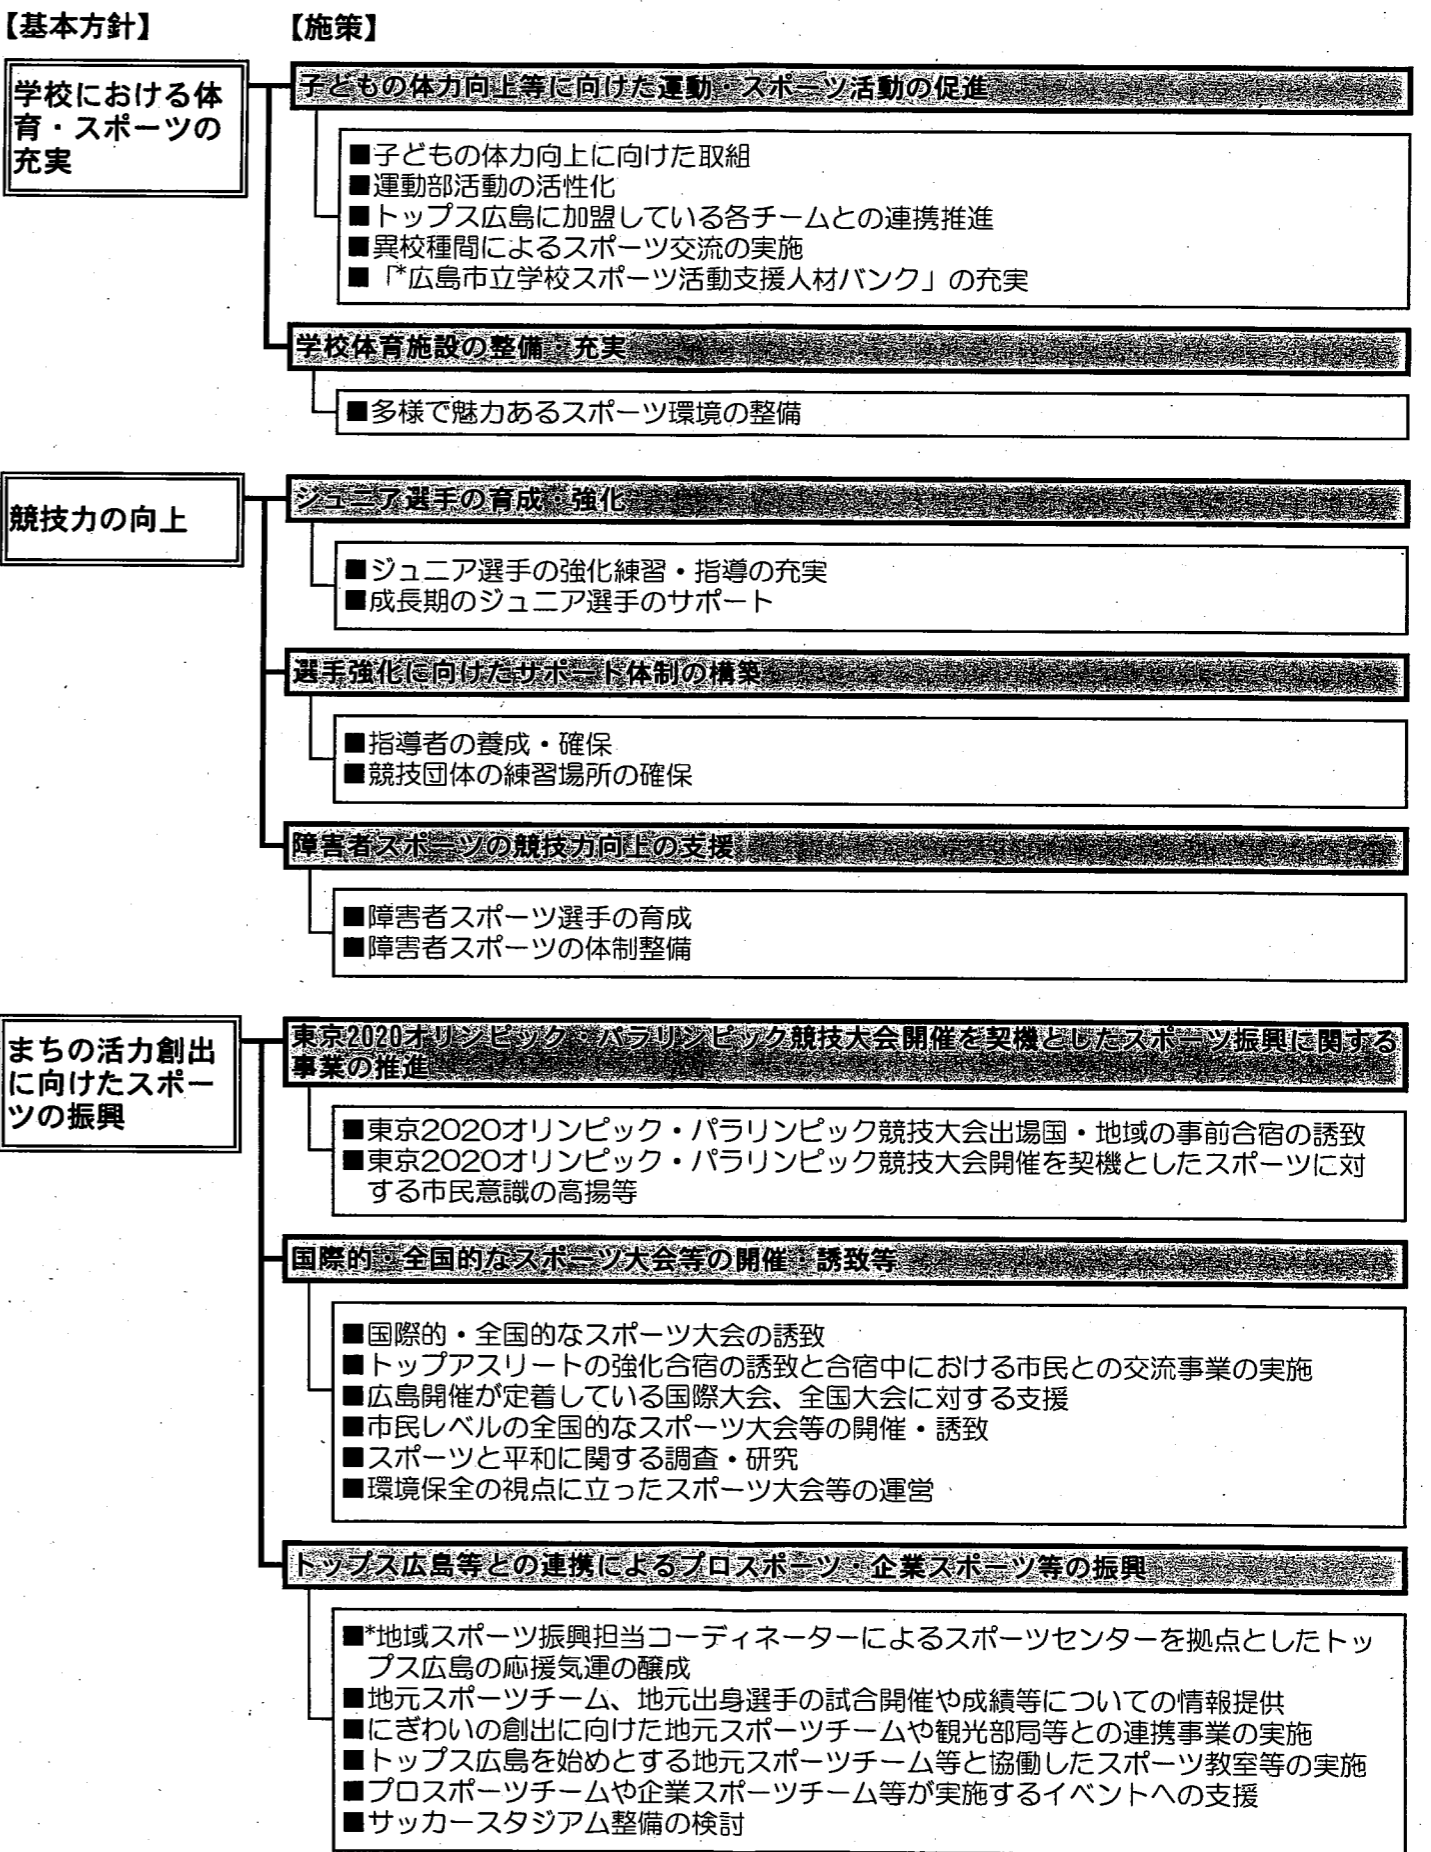 【基本方針】 【施策】
学校における体
育・スポーツの
充実
子どもの体力向上等に向けた運動・スポーツ活動の促進
■子どもの体力向上に向けた取組
■運動部活動の活性化
■トップス広島に加盟している各チームとの連携推進
■異校種間によるスポーツ交流の実施
■「*広島市立学校スポーツ活動支援人材バンク」の充実
学校体育施設の整備・充実
■多様で魅力あるスポーツ環境の整備
競技力の向上
ジュニア選手の育成・強化
■ジュニア選手の強化練習・指導の充実
■成長期のジュニア選手のサポート
選手強化に向けたサポート体制の構築
■指導者の養成・確保
■競技団体の練習場所の確保
障害者スポーツの競技力向上の支援
■障害者スポーツ選手の育成
■障害者スポーツの体制整備
まちの活力創出
に向けたスポー
ツの振興
東京2020オリンピック・パラリンピック競技大会開催を契機としたスポーツ振興に関する
事業の推進
■東京2020オリンピック・パラリンピック競技大会出場国・地域の事前合宿の誘致
■東京2020オリンピック・パラリンピック競技大会開催を契機としたスポーツに対
する市民意識の高揚等
国際的・全国的なスポーツ大会等の開催・誘致等
■国際的・全国的なスポーツ大会の誘致
■トップアスリートの強化合宿の誘致と合宿中における市民との交流事業の実施
■広島開催が定着している国際大会、全国大会に対する支援
■市民レベルの全国的なスポーツ大会等の開催・誘致
■スポーツと平和に関する調査・研究
■環境保全の視点に立ったスポーツ大会等の運営
トップス広島等との連携によるプロスポーツ・企業スポーツ等の振興
■*地域スポーツ振興担当コーディネーターによるスポーツセンターを拠点としたトッ
プス広島の応援気運の醸成
■地元スポーツチーム、地元出身選手の試合開催や成績等についての情報提供
■にぎわいの創出に向けた地元スポーツチームや観光部局等との連携事業の実施
■トップス広島を始めとする地元スポーツチーム等と協働したスポーツ教室等の実施
■プロスポーツチームや企業スポーツチーム等が実施するイベントへの支援
■サッカースタジアム整備の検討